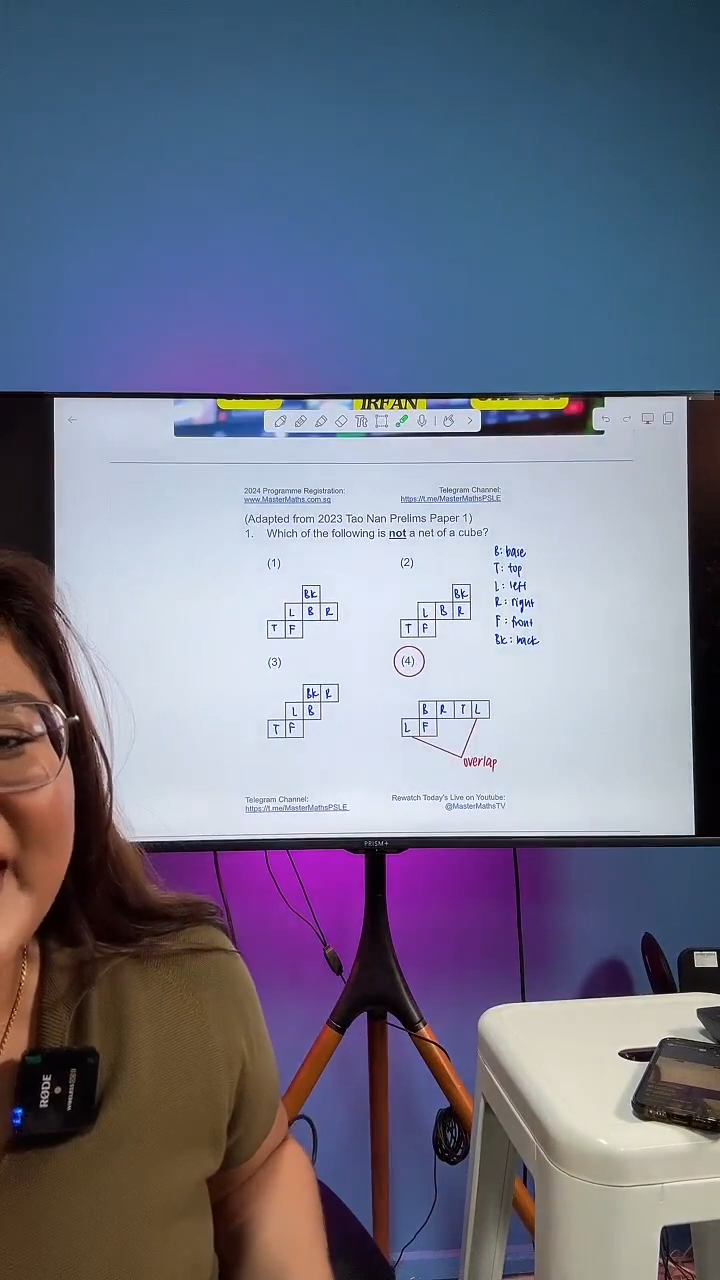 IRFAN
2024 Programme Registration:
www.MasterMaths.com.sg
Telegram Channel:
https://t.me/MasterMathsPSLE
(Adapted from 2023 Tao Nan Prelims Paper 1)
1. Which of the following is not a net of a cube?
(1)
Bk
L B R
T F
(2)
Bk
L B R
T F
B: base
T: top
L: left
R: right
F: front
Bk: back
(3)
Bk R
L B
T F
(4)
B R T L
L F
overlap
Telegram Channel:
https://t.me/MasterMathsPSLE
Rewatch Today's Live on Youtube:
@MasterMathsTV
PRISM+
RØDE